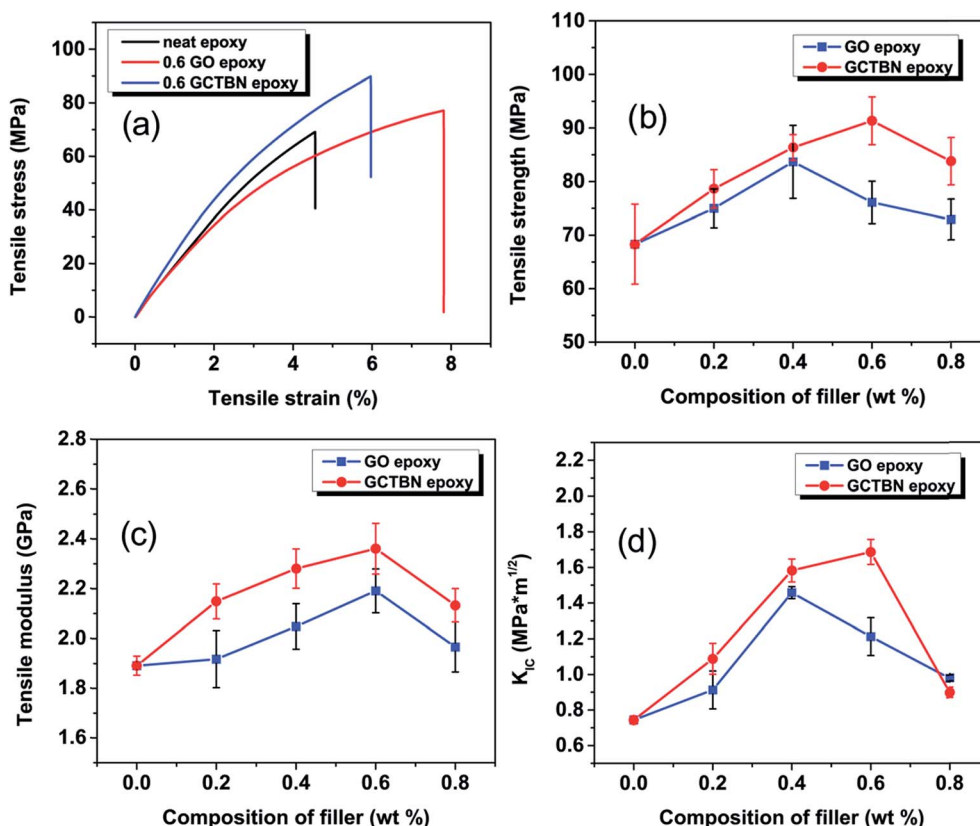 neat epoxy
0.6 GO epoxy
0.6 GCTBN epoxy
(a)
Tensile stress (MPa)
100
80
60
40
20
0
0 2 4 6 8
Tensile strain (%)
GO epoxy
GCTBN epoxy
(b)
Tensile strength (MPa)
110
100
90
80
70
60
50
0.0 0.2 0.4 0.6 0.8
Composition of filler (wt %)
GO epoxy
GCTBN epoxy
(c)
Tensile modulus (GPa)
2.8
2.6
2.4
2.2
2.0
1.8
1.6
0.0 0.2 0.4 0.6 0.8
Composition of filler (wt %)
GO epoxy
GCTBN epoxy
(d)
K_IC (MPa*m^1/2)
2.2
2.0
1.8
1.6
1.4
1.2
1.0
0.8
0.6
0.0 0.2 0.4 0.6 0.8
Composition of filler (wt %)